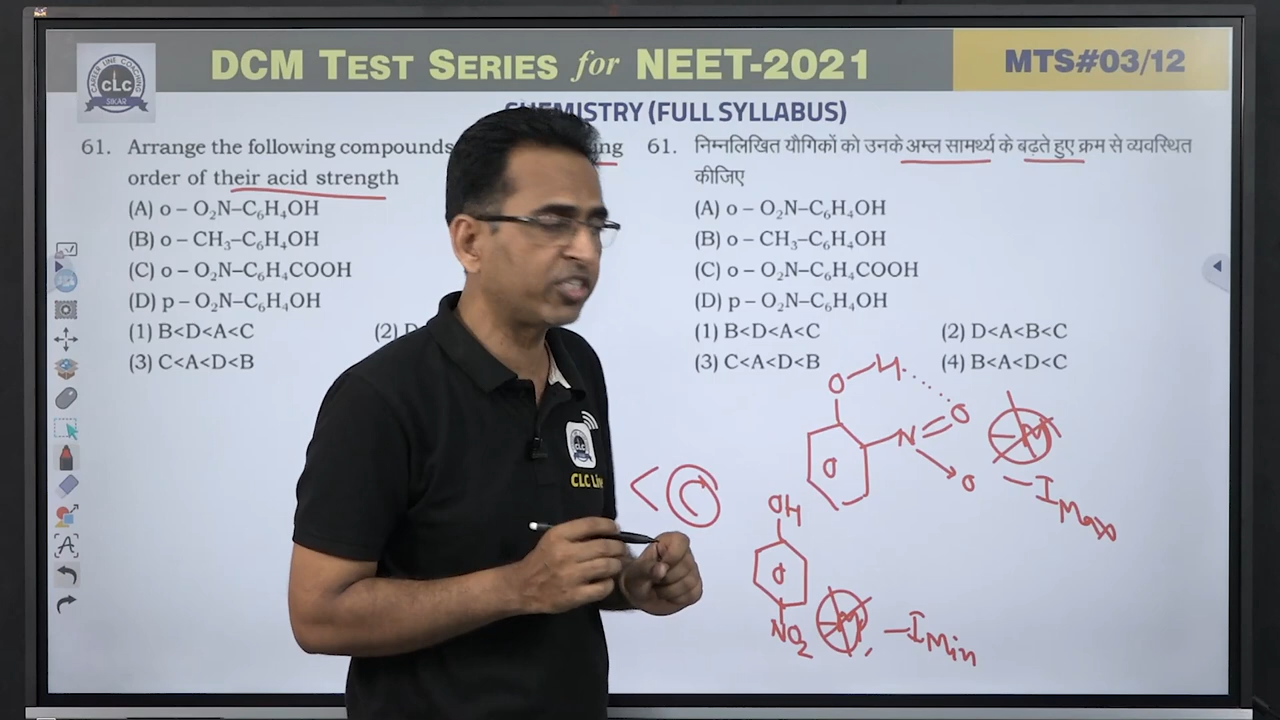 DCM TEST SERIES for NEET-2021
MTS#03/12
CAREER LINE COACHING
CLC
SIKAR
CHEMISTRY (FULL SYLLABUS)
61. Arrange the following compounds
order of their acid strength
(A) o – O₂N–C₆H₄OH
(B) o – CH₃–C₆H₄OH
(C) o – O₂N–C₆H₄COOH
(D) p – O₂N–C₆H₄OH
(1) B<D<A<C (2) D
(3) C<A<D<B
61. निम्नलिखित यौगिकों को उनके अम्ल सामर्थ्य के बढ़ते हुए क्रम से व्यवस्थित
कीजिए
(A) o – O₂N–C₆H₄OH
(B) o – CH₃–C₆H₄OH
(C) o – O₂N–C₆H₄COOH
(D) p – O₂N–C₆H₄OH
(1) B<D<A<C (2) D<A<B<C
(3) C<A<D<B (4) B<A<D<C
O–H
N=O
O
–M
–I Max
< C
OH
NO₂
–M, –I Min
CLC
CLC Live